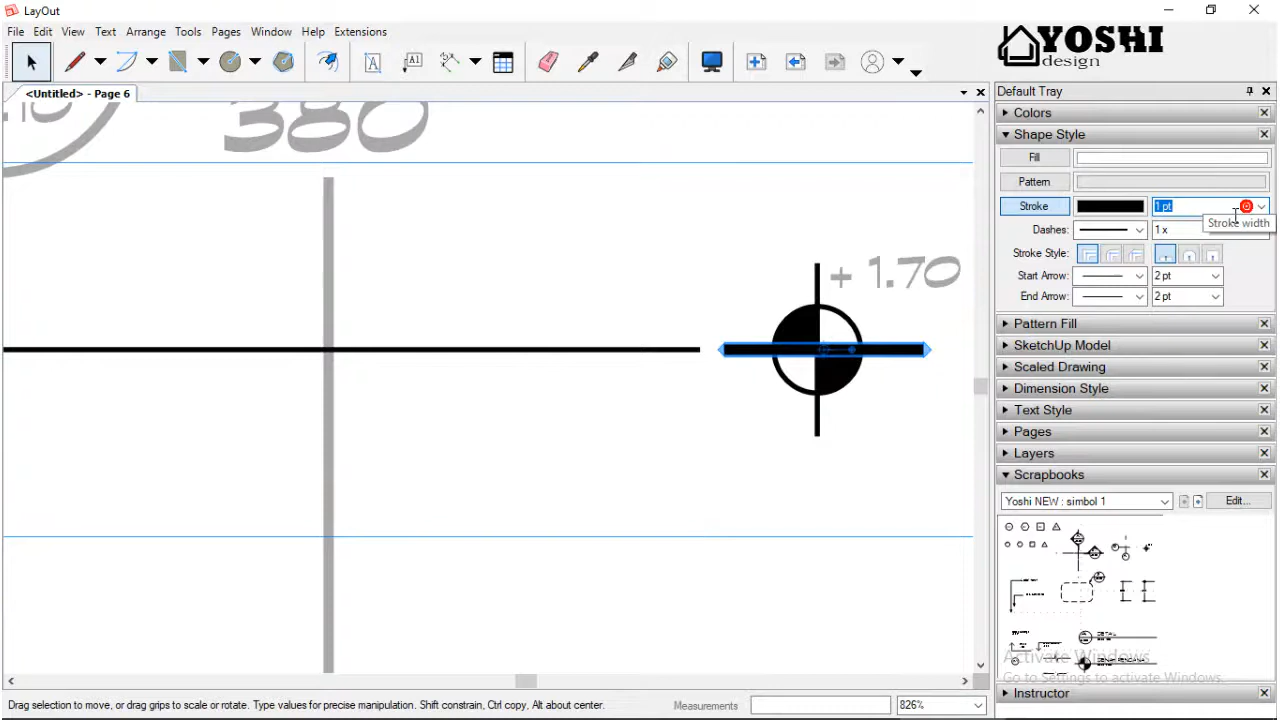 LayOut
File Edit View Text Arrange Tools Pages Window Help Extensions
YOSHI
design
<Untitled> - Page 6
Default Tray
Colors
Shape Style
Fill
Pattern
Stroke
1 pt
Stroke width
Dashes:
1 x
Stroke Style:
Start Arrow:
2 pt
End Arrow:
2 pt
Pattern Fill
SketchUp Model
Scaled Drawing
Dimension Style
Text Style
Pages
Layers
Scrapbooks
Yoshi NEW : simbol 1
Edit...
380
+ 1.70
Activate Windows
Go to Settings to activate Windows.
Instructor
Drag selection to move, or drag grips to scale or rotate. Type values for precise manipulation. Shift constrain, Ctrl copy, Alt about center.
Measurements
826%